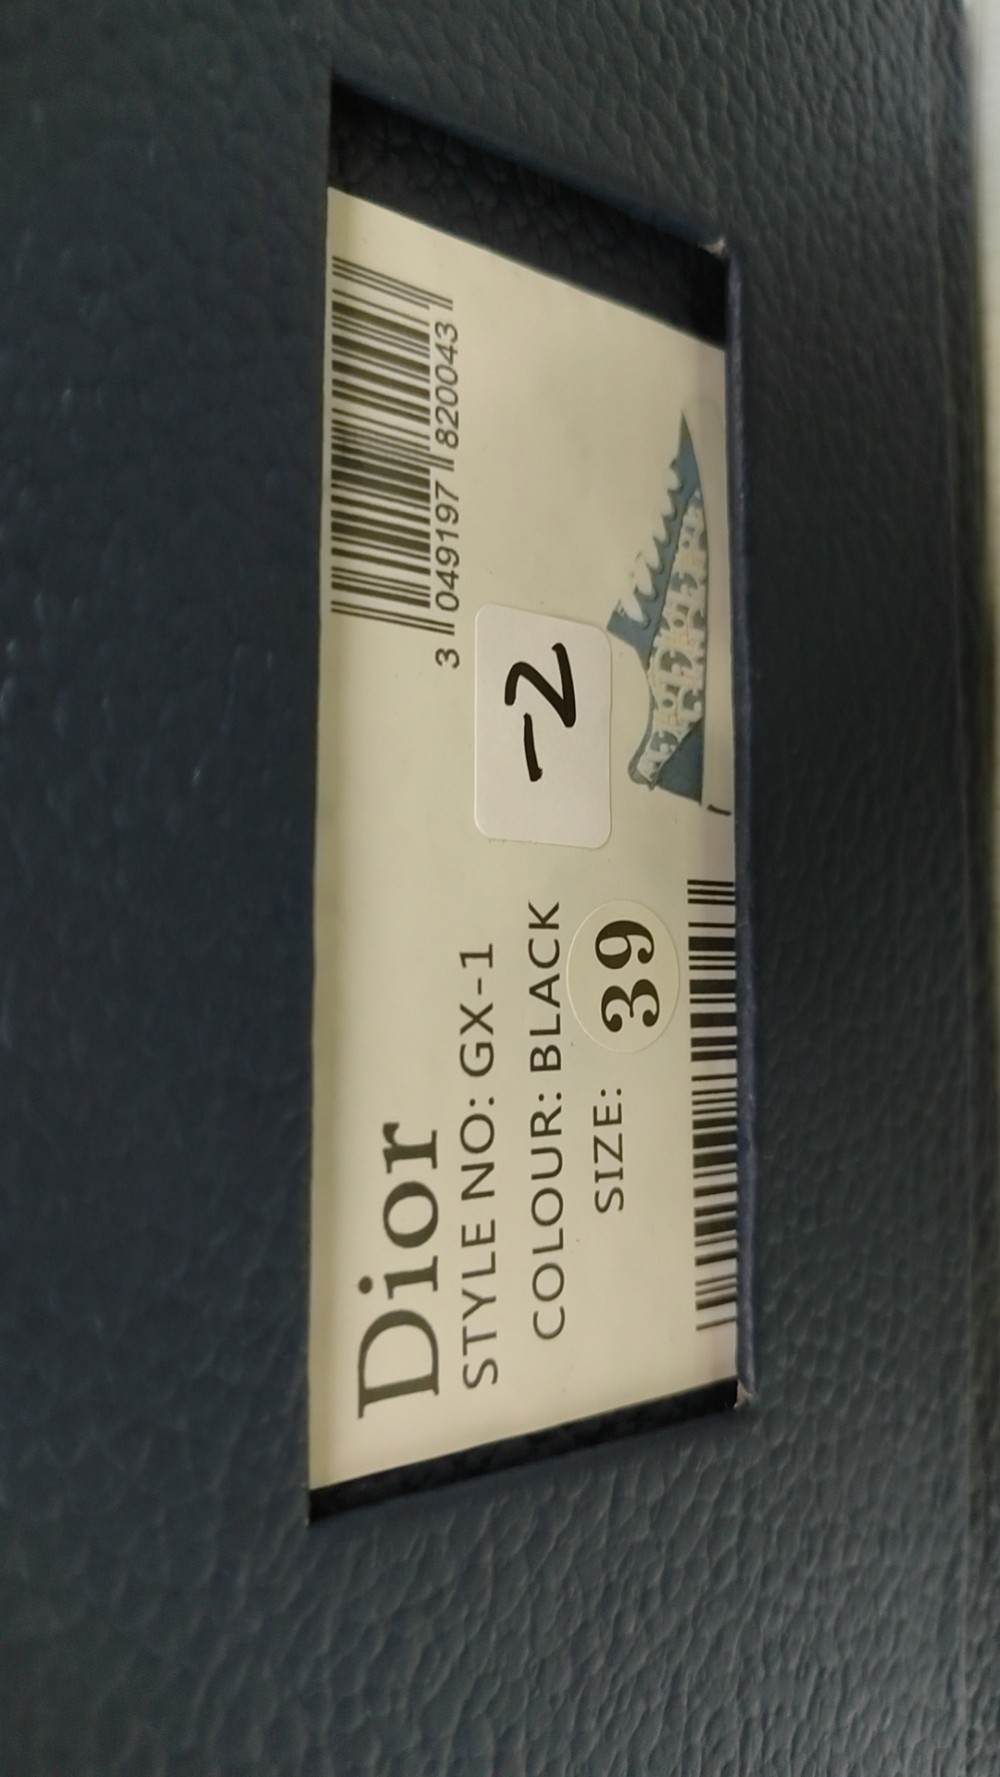 Dior
STYLE NO: GX-1
COLOUR: BLACK
SIZE: 39
3 049197 820043
-2